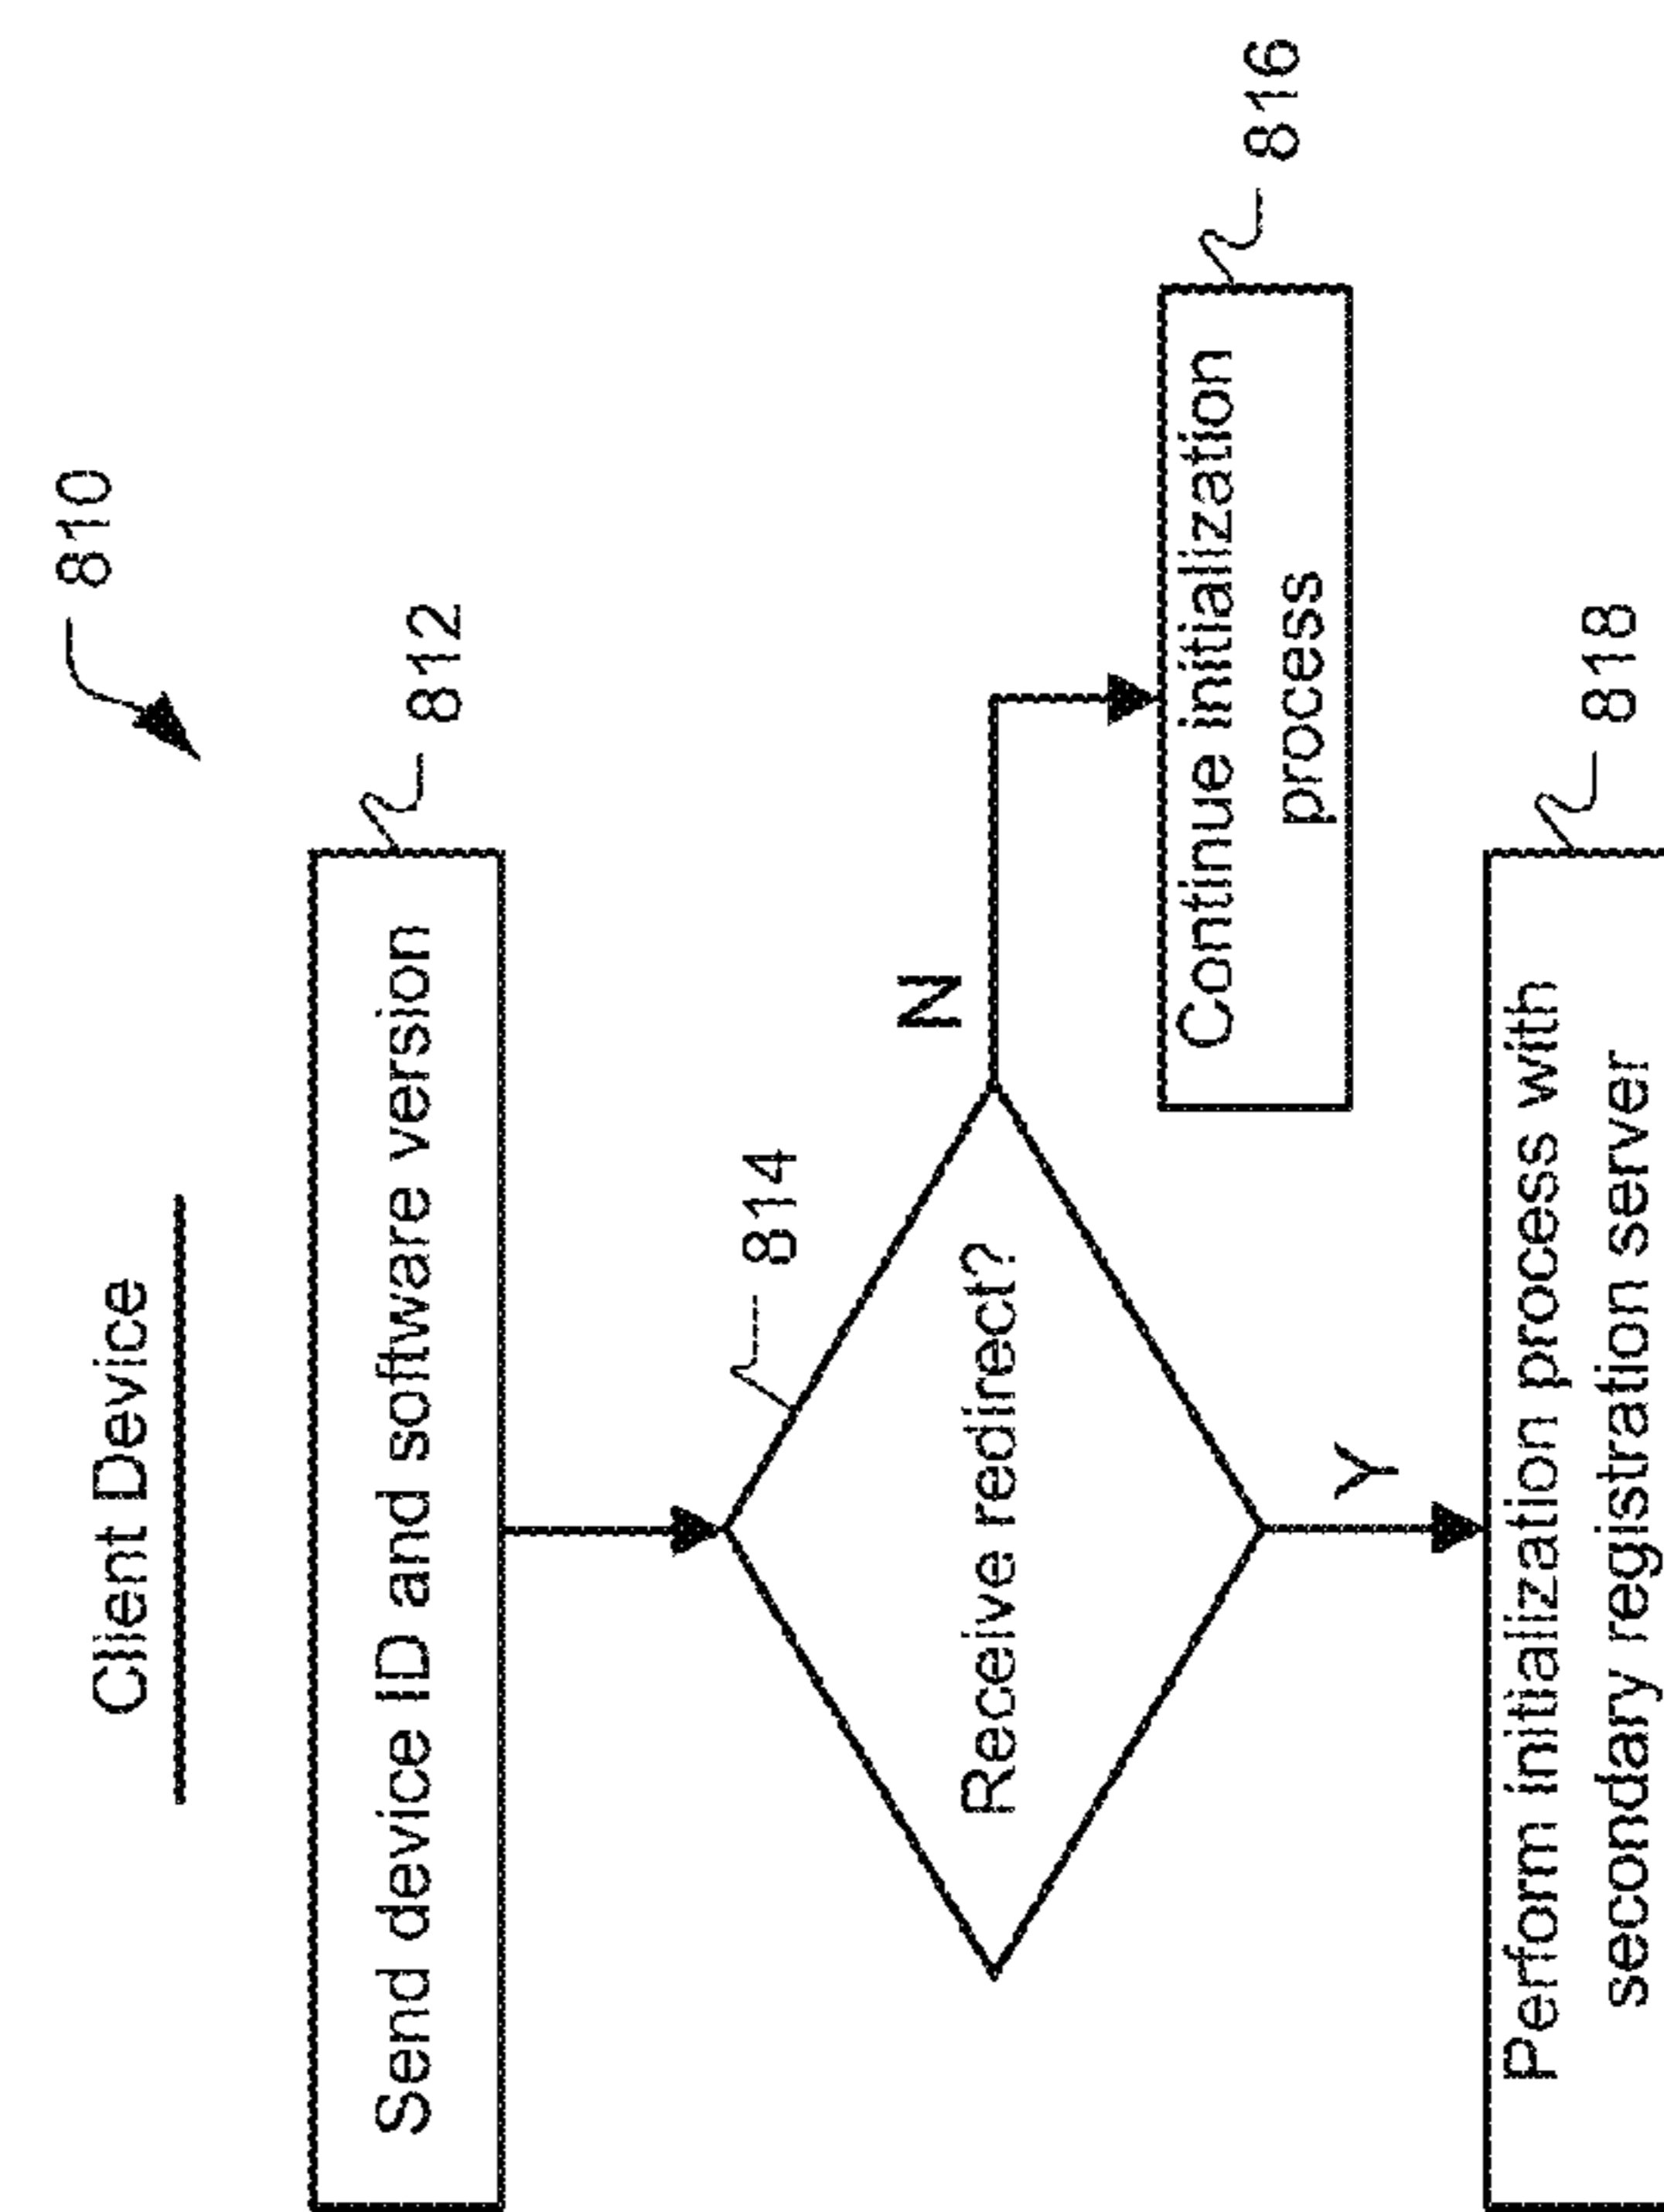 Client Device
810
Send device ID and software version
812
814
Receive redirect?
N
Continue initialization
process
816
Y
Perform initialization process with
secondary registration server
818